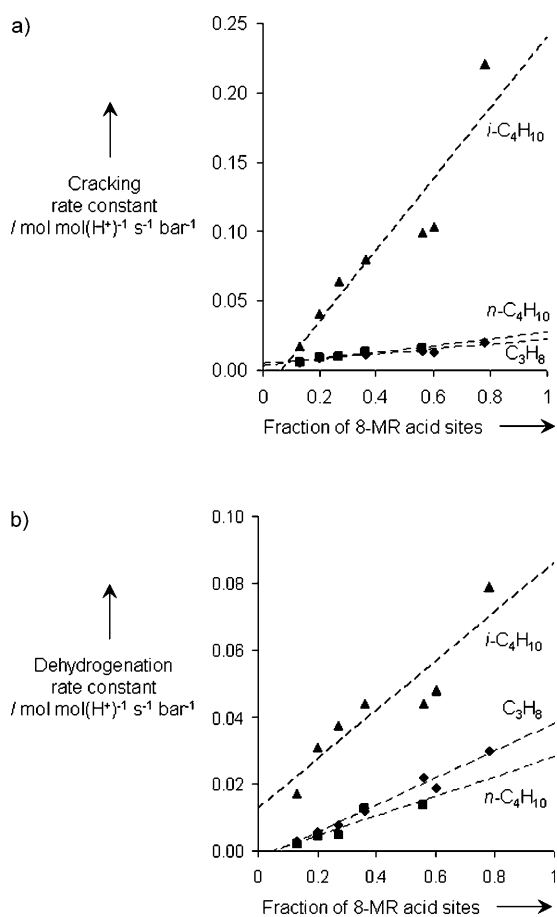 a)
0.25
0.20
0.15
0.10
0.05
0.00
Cracking
rate constant
/ mol mol(H⁺)⁻¹ s⁻¹ bar⁻¹
i-C₄H₁₀
n-C₄H₁₀
C₃H₈
0 0.2 0.4 0.6 0.8 1
Fraction of 8-MR acid sites
b)
0.10
0.08
0.06
0.04
0.02
0.00
Dehydrogenation
rate constant
/ mol mol(H⁺)⁻¹ s⁻¹ bar⁻¹
i-C₄H₁₀
C₃H₈
n-C₄H₁₀
0 0.2 0.4 0.6 0.8 1
Fraction of 8-MR acid sites